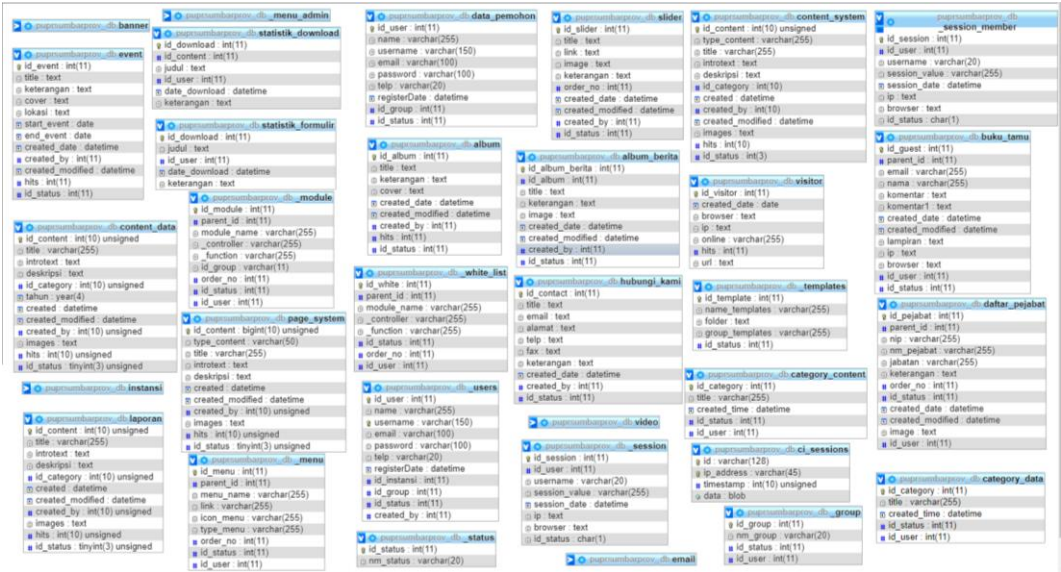 puprsumbarprov_db banner
puprsumbarprov_db event
id_event : int(11)
title : text
keterangan : text
cover : text
lokasi : text
start_event : date
end_event : date
created_date : datetime
created_by : int(11)
created_modified : datetime
hits : int(11)
id_status : int(11)
puprsumbarprov_db content_data
id_content : int(10) unsigned
title : varchar(255)
introtext : text
deskripsi : text
id_category : int(10) unsigned
tahun : year(4)
created : datetime
created_modified : datetime
created_by : int(10) unsigned
images : text
hits : int(10) unsigned
id_status : tinyint(3) unsigned
puprsumbarprov_db instansi
puprsumbarprov_db laporan
id_content : int(10) unsigned
title : varchar(255)
introtext : text
deskripsi : text
id_category : int(10) unsigned
created : datetime
created_modified : datetime
created_by : int(10) unsigned
images : text
hits : int(10) unsigned
id_status : tinyint(3) unsigned
puprsumbarprov_db _menu_admin
puprsumbarprov_db statistik_download
id_download : int(11)
id_content : int(11)
judul : text
id_user : int(11)
date_download : datetime
keterangan : text
puprsumbarprov_db statistik_formulir
id_download : int(11)
judul : text
id_user : int(11)
date_download : datetime
keterangan : text
puprsumbarprov_db _module
id_module : int(11)
parent_id : int(11)
module_name : varchar(255)
_controller : varchar(255)
_function : varchar(255)
id_group : varchar(11)
order_no : int(11)
id_status : int(11)
id_user : int(11)
puprsumbarprov_db page_system
id_content : bigint(10) unsigned
type_content : varchar(50)
title : varchar(255)
introtext : text
deskripsi : text
created : datetime
created_modified : datetime
created_by : int(10) unsigned
images : text
hits : int(10) unsigned
id_status : tinyint(3) unsigned
puprsumbarprov_db _menu
id_menu : int(11)
parent_id : int(11)
menu_name : varchar(255)
link : varchar(255)
icon_menu : varchar(255)
type_menu : varchar(255)
order_no : int(11)
id_status : int(11)
id_user : int(11)
puprsumbarprov_db data_pemohon
id_user : int(11)
name : varchar(255)
username : varchar(150)
email : varchar(100)
password : varchar(100)
telp : varchar(20)
registerDate : datetime
id_group : int(11)
id_status : int(11)
puprsumbarprov_db album
id_album : int(11)
title : text
keterangan : text
cover : text
created_date : datetime
created_modified : datetime
created_by : int(11)
hits : int(11)
id_status : int(11)
puprsumbarprov_db _white_list
id_white : int(11)
parent_id : int(11)
module_name : varchar(255)
_controller : varchar(255)
_function : varchar(255)
id_status : int(11)
order_no : int(11)
id_user : int(11)
puprsumbarprov_db _users
id_user : int(11)
name : varchar(255)
username : varchar(150)
email : varchar(100)
password : varchar(100)
telp : varchar(20)
registerDate : datetime
id_instansi : int(11)
id_group : int(11)
id_status : int(11)
created_by : int(11)
puprsumbarprov_db _status
id_status : int(11)
nm_status : varchar(20)
puprsumbarprov_db slider
id_slider : int(11)
title : text
link : text
image : text
keterangan : text
order_no : int(11)
created_date : datetime
created_modified : datetime
created_by : int(11)
id_status : int(11)
puprsumbarprov_db album_berita
id_album_berita : int(11)
id_album : int(11)
title : text
keterangan : text
image : text
created_date : datetime
created_modified : datetime
created_by : int(11)
id_status : int(11)
puprsumbarprov_db hubungi_kami
id_contact : int(11)
title : text
email : text
alamat : text
telp : text
fax : text
keterangan : text
created_date : datetime
created_by : int(11)
id_status : int(11)
puprsumbarprov_db video
puprsumbarprov_db _session
id_session : int(11)
id_user : int(11)
username : varchar(20)
session_value : varchar(255)
session_date : datetime
ip : text
browser : text
id_status : char(1)
puprsumbarprov_db email
puprsumbarprov_db content_system
id_content : int(10) unsigned
type_content : varchar(255)
title : varchar(255)
introtext : text
deskripsi : text
id_category : int(10)
created : datetime
created_by : int(10)
created_modified : datetime
images : text
hits : int(10)
id_status : int(3)
puprsumbarprov_db visitor
id_visitor : int(11)
created_date : date
browser : text
ip : text
online : varchar(255)
hits : int(11)
url : text
puprsumbarprov_db _templates
id_template : int(11)
name_templates : varchar(255)
folder : text
group_templates : varchar(255)
id_status : int(11)
puprsumbarprov_db category_content
id_category : int(11)
title : varchar(255)
created_time : datetime
id_status : int(11)
id_user : int(11)
puprsumbarprov_db ci_sessions
id : varchar(128)
ip_address : varchar(45)
timestamp : int(10) unsigned
data : blob
puprsumbarprov_db _group
id_group : int(11)
nm_group : varchar(20)
id_status : int(11)
id_user : int(11)
puprsumbarprov_db
_session_member
id_session : int(11)
id_user : int(11)
username : varchar(20)
session_value : varchar(255)
session_date : datetime
ip : text
browser : text
id_status : char(1)
puprsumbarprov_db buku_tamu
id_guest : int(11)
parent_id : int(11)
email : varchar(255)
nama : varchar(255)
komentar : text
komentar1 : text
created_date : datetime
created_modified : datetime
lampiran : text
ip : text
browser : text
id_user : int(11)
id_status : int(11)
puprsumbarprov_db daftar_pejabat
id_pejabat : int(11)
parent_id : int(11)
nip : varchar(255)
nm_pejabat : varchar(255)
jabatan : varchar(255)
keterangan : text
order_no : int(11)
id_status : int(11)
created_date : datetime
created_modified : datetime
image : text
id_user : int(11)
puprsumbarprov_db category_data
id_category : int(11)
title : varchar(255)
created_time : datetime
id_status : int(11)
id_user : int(11)